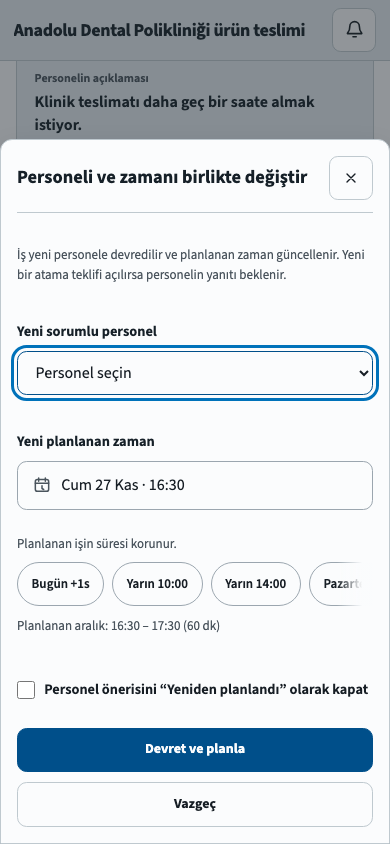 Anadolu Dental Polikliniği ürün teslimi
Personelin açıklaması
Klinik teslimatı daha geç bir saate almak
istiyor.
Personeli ve zamanı birlikte değiştir
İş yeni personele devredilir ve planlanan zaman güncellenir. Yeni
bir atama teklifi açılırsa personelin yanıtı beklenir.
Yeni sorumlu personel
Personel seçin
Yeni planlanan zaman
Cum 27 Kas · 16:30
Planlanan işin süresi korunur.
Bugün +1s
Yarın 10:00
Yarın 14:00
Planlanan aralık: 16:30 – 17:30 (60 dk)
Personel önerisini “Yeniden planlandı” olarak kapat
Devret ve planla
Vazgeç